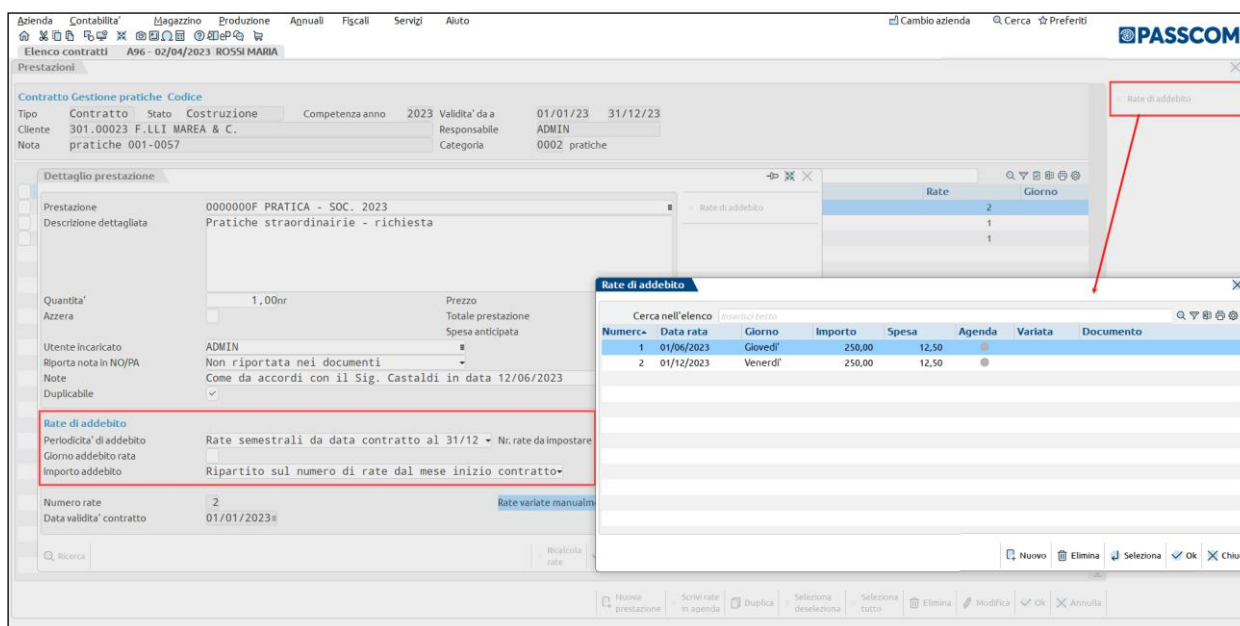 Azienda Contabilita' Magazzino Produzione Annuali Fiscali Servizi Aiuto Cambio azienda Cerca Preferiti
PASSCOM
Elenco contratti A96 - 02/04/2023 ROSSI MARIA
Prestazioni
Contratto Gestione pratiche Codice
Rate di addebito
Tipo Contratto Stato Costruzione Competenza anno 2023 Validita' da a 01/01/23 31/12/23
Cliente 301.00023 F.LLI MAREA & C. Responsabile ADMIN
Nota pratiche 001-0057 Categoria 0002 pratiche
Dettaglio prestazione
Rate Giorno
Prestazione 0000000F PRATICA - SOC. 2023 Rate di addebito 2
Descrizione dettagliata Pratiche straordinairie - richiesta 1
1
Quantita' 1,00nr Prezzo
Azzera Totale prestazione
Spesa anticipata
Utente incaricato ADMIN
Riporta nota in NO/PA Non riportata nei documenti
Note Come da accordi con il Sig. Castaldi in data 12/06/2023
Duplicabile
Rate di addebito
Periodicita' di addebito Rate semestrali da data contratto al 31/12 Nr. rate da impostare
Giorno addebito rata
Importo addebito Ripartito sul numero di rate dal mese inizio contratto
Numero rate 2 Rate variate manualm
Data validita' contratto 01/01/2023
Ricerca Ricalcola rate
Rate di addebito
Cerca nell'elenco Inserisci testo
Numero Data rata Giorno Importo Spesa Agenda Variata Documento
1 01/06/2023 Giovedi' 250,00 12,50
2 01/12/2023 Venerdi' 250,00 12,50
Nuovo Elimina Seleziona Ok Chiu
Nuova prestazione Scrivi rate in agenda Duplica Seleziona deseleziona Seleziona tutto Elimina Modifica Ok Annulla